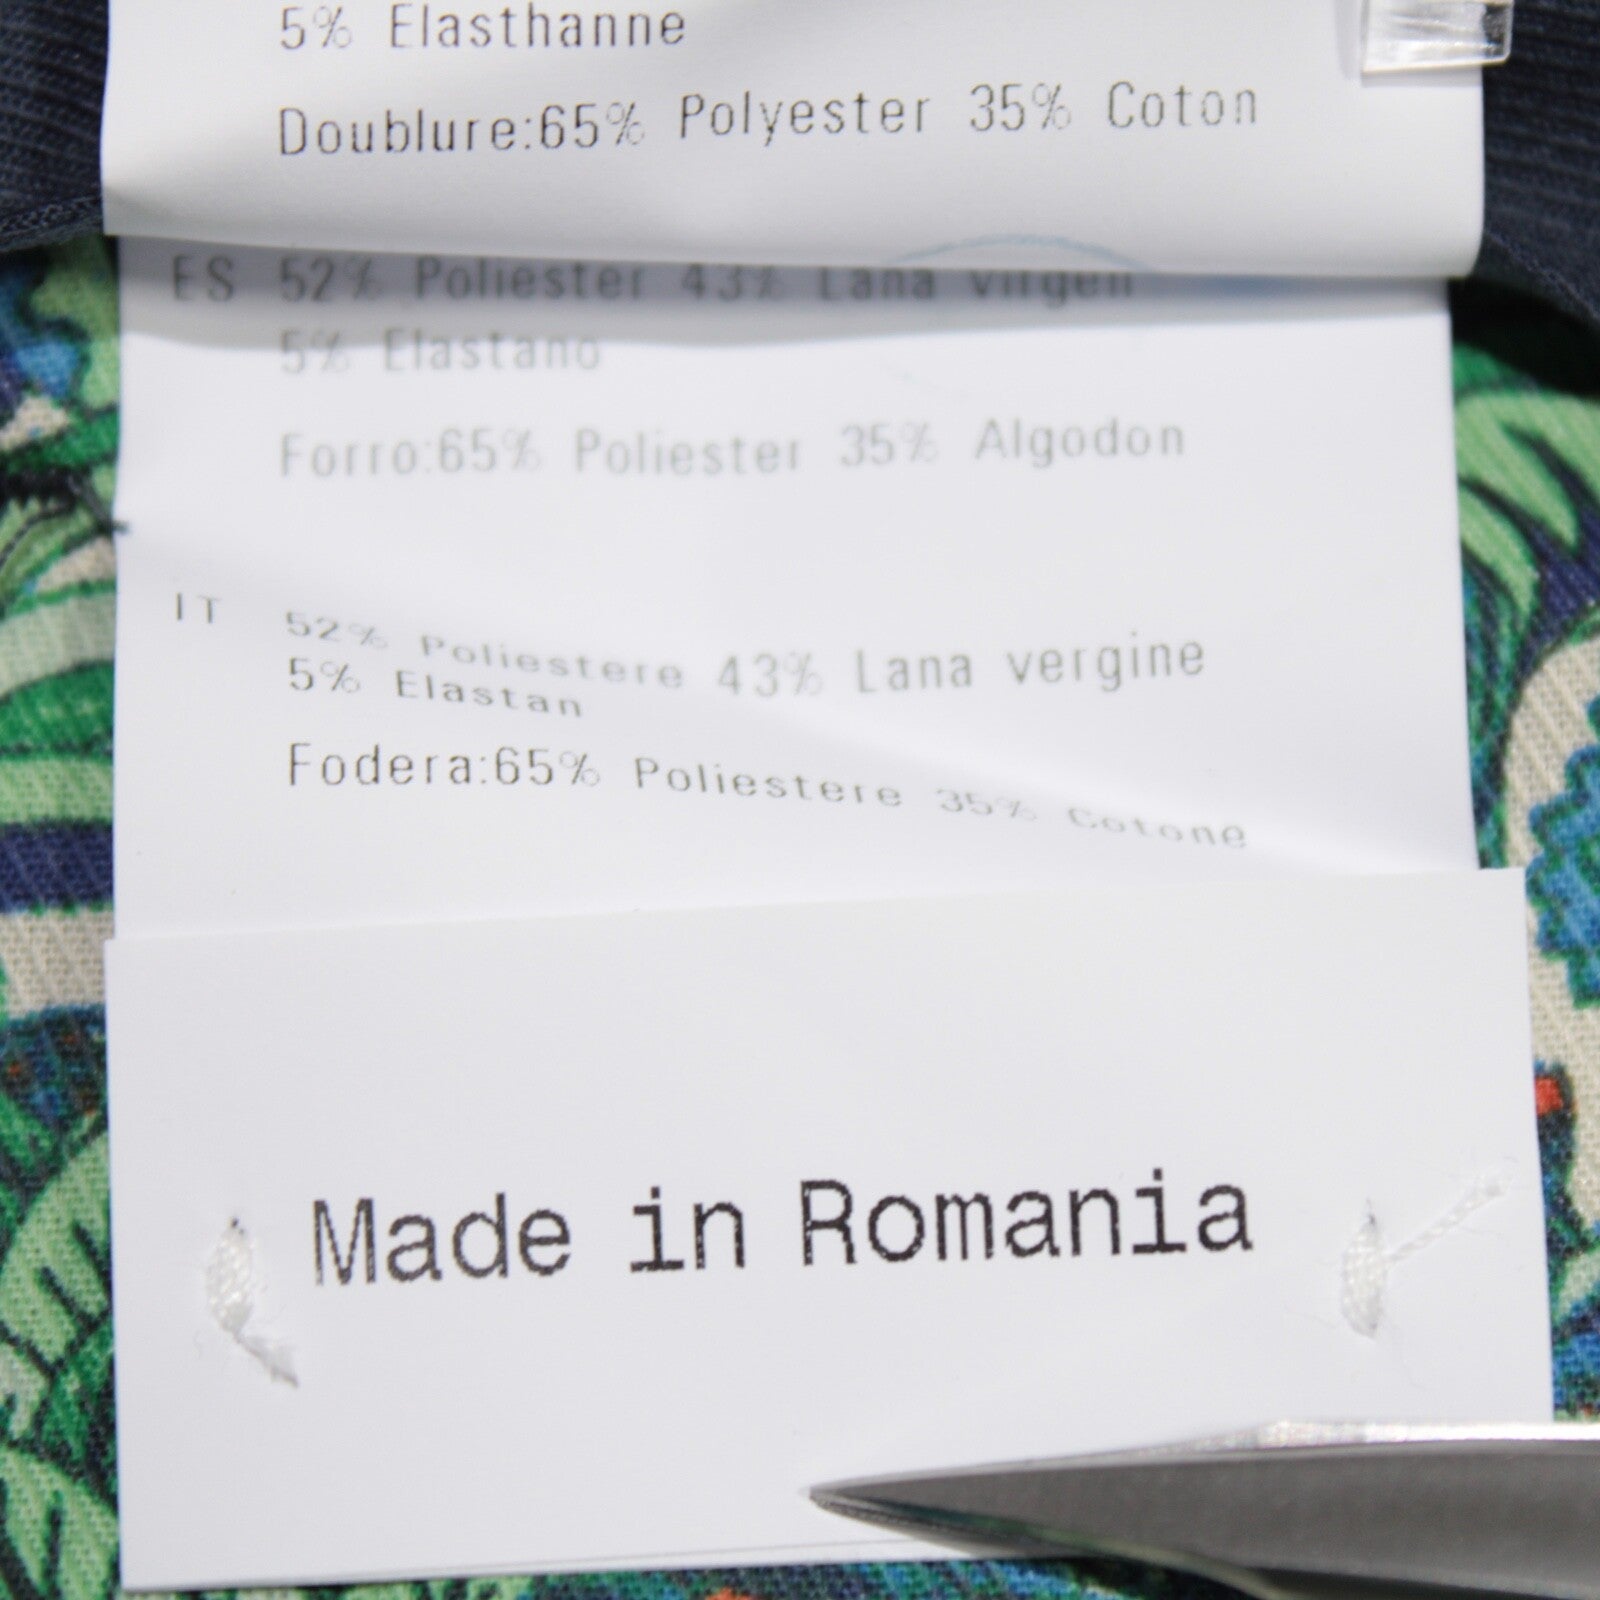 5% Elasthanne
Doublure:65% Polyester 35% Coton
ES 52% Poliester 43% Lana virgen
5% Elastano
Forro:65% Poliester 35% Algodon
IT 52% Poliestere 43% Lana vergine
5% Elastan
Fodera:65% Poliestere 35% Cotone
Made in Romania